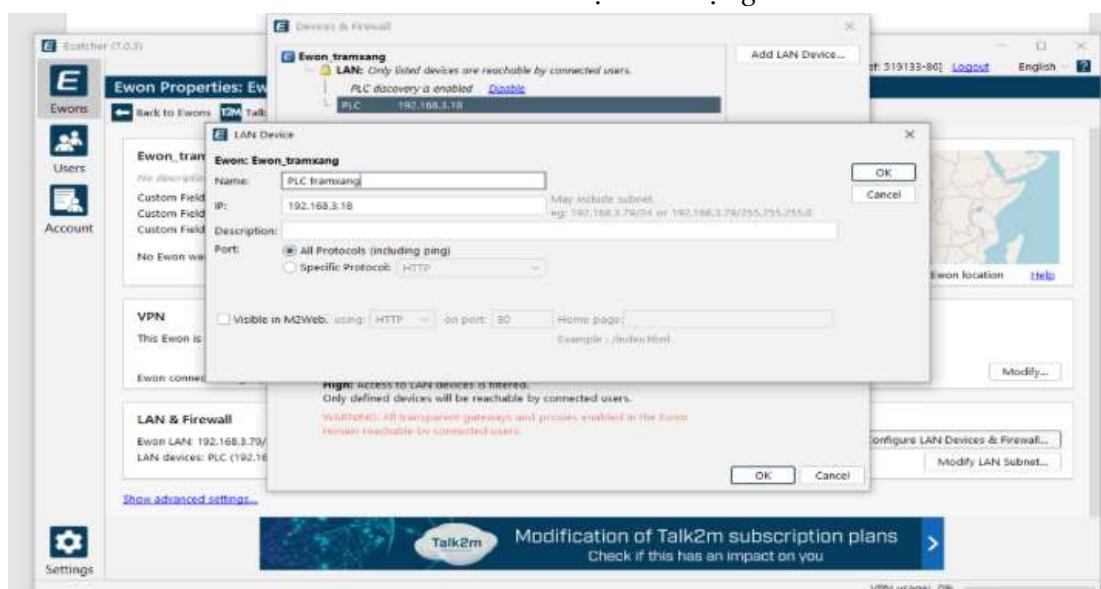 Devices & Firewall
Ecatcher (7.0.3)
Ewon_tramxang
Add LAN Device...
LAN: Only listed devices are reachable by connected users.
519133-86] Logout English
Ewon Properties: Ew
PLC discovery is enabled Disable
Ewons
Back to Ewons T2M Talk
PLC 192.168.3.18
LAN Device
Ewon_tran
Ewon: Ewon_tramxang
Users
Name: PLC tramxang
OK
Custom Field
IP: 192.168.3.18
May include subnet.
Cancel
Custom Field
eg: 192.168.3.79/24 or 192.168.3.79/255.255.255.0
Account
Custom Field
Description:
Port: All Protocols (including ping)
No Ewon
Specific Protocol: HTTP
Ewon location Help
VPN
Visible in M2Web. using: HTTP on port: 80 Home page:
This Ewon is
Example : /index.html
Ewon connec
Modify...
High: Access to LAN devices is filtered.
Only defined devices will be reachable by connected users.
LAN & Firewall
WARNING: All transparent gateways and proxies enabled in the Ewon
remain reachable by connected users.
Ewon LAN: 192.168.3.79/
Configure LAN Devices & Firewall...
LAN devices: PLC (192.16
Modify LAN Subnet...
OK Cancel
Show advanced settings...
Talk2m
Modification of Talk2m subscription plans
Check if this has an impact on you
Settings